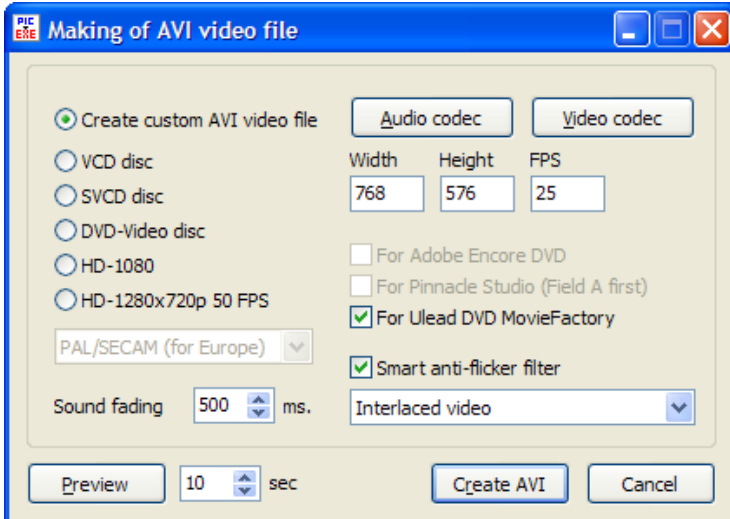 PIC EXE Making of AVI video file
Create custom AVI video file
VCD disc
SVCD disc
DVD-Video disc
HD-1080
HD-1280x720p 50 FPS
PAL/SECAM (for Europe)
Sound fading 500 ms.
Audio codec Video codec
Width Height FPS
768 576 25
For Adobe Encore DVD
For Pinnacle Studio (Field A first)
For Ulead DVD MovieFactory
Smart anti-flicker filter
Interlaced video
Preview 10 sec Create AVI Cancel